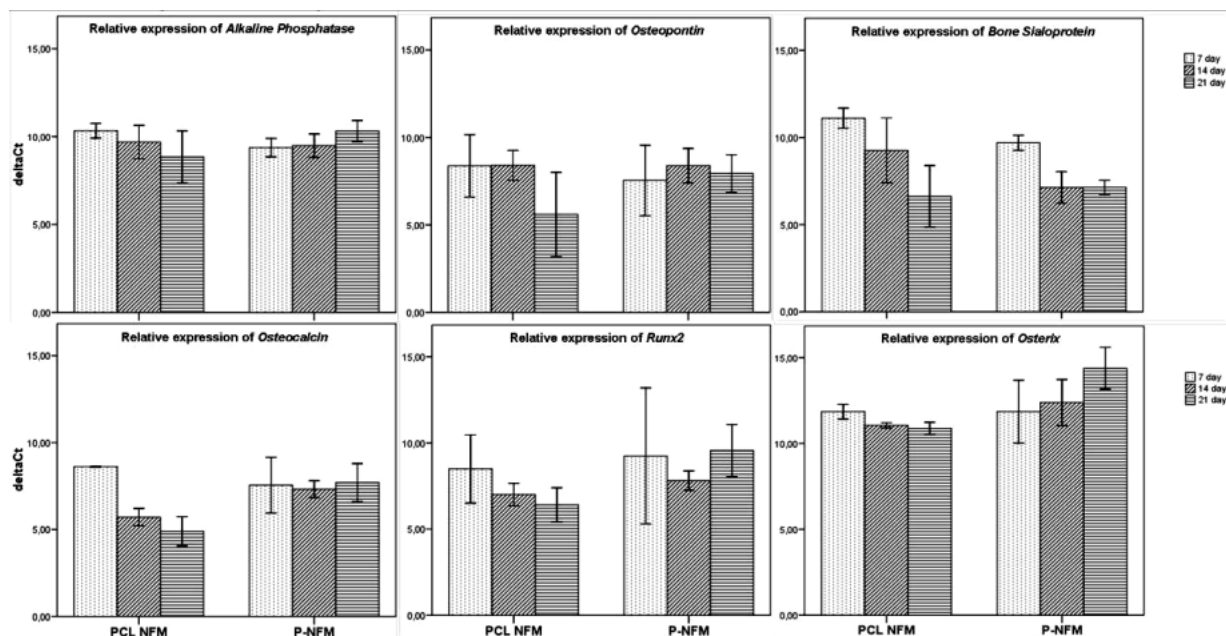 Relative expression of Alkaline Phosphatase
15,00
10,00
5,00
0,00
deltaCt
Relative expression of Osteopontin
15,00
10,00
5,00
0,00
Relative expression of Bone Sialoprotein
15,00
10,00
5,00
0,00
7 day
14 day
21 day
Relative expression of Osteocalcin
15,00
10,00
5,00
0,00
deltaCt
PCL NFM P-NFM
Relative expression of Runx2
15,00
10,00
5,00
0,00
PCL NFM P-NFM
Relative expression of Osterix
15,00
10,00
5,00
0,00
PCL NFM P-NFM
7 day
14 day
21 day